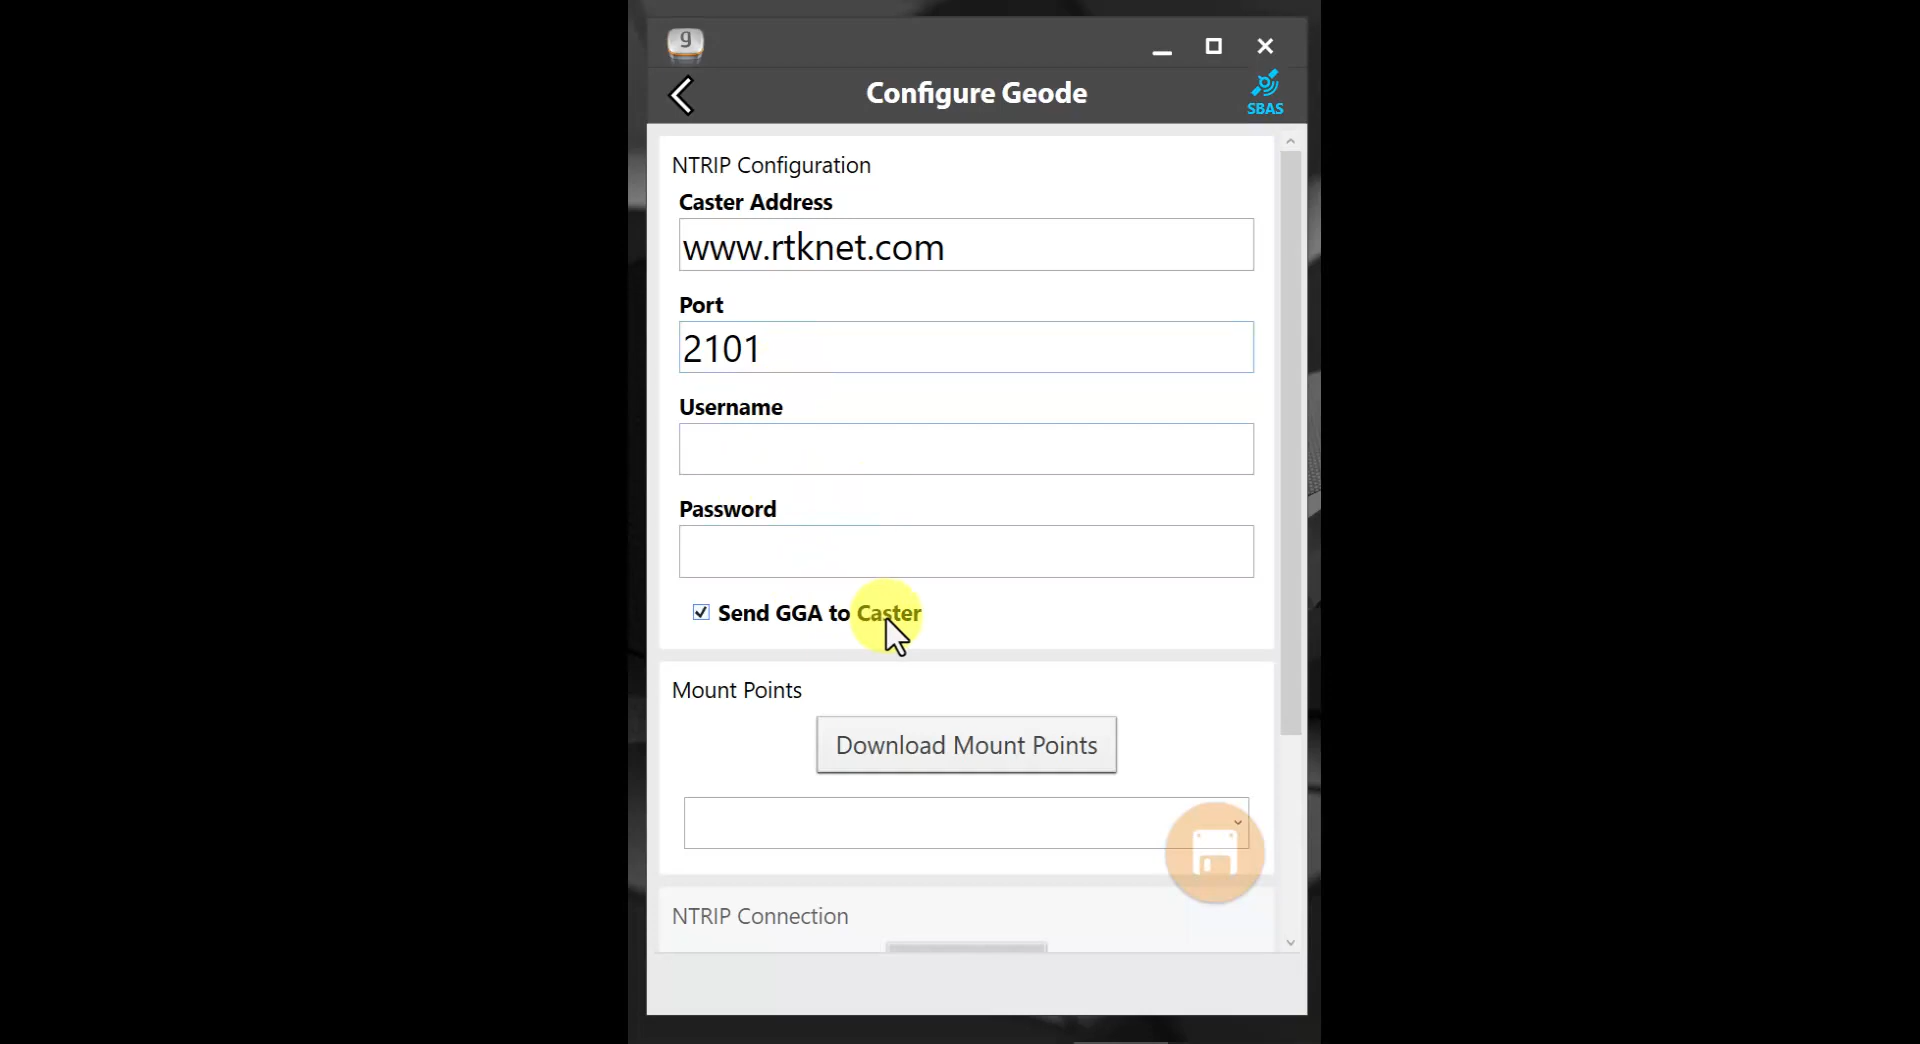 g
Configure Geode
SBAS
NTRIP Configuration
Caster Address
www.rtknet.com
Port
2101
Username
Password
Send GGA to Caster
Mount Points
Download Mount Points
NTRIP Connection